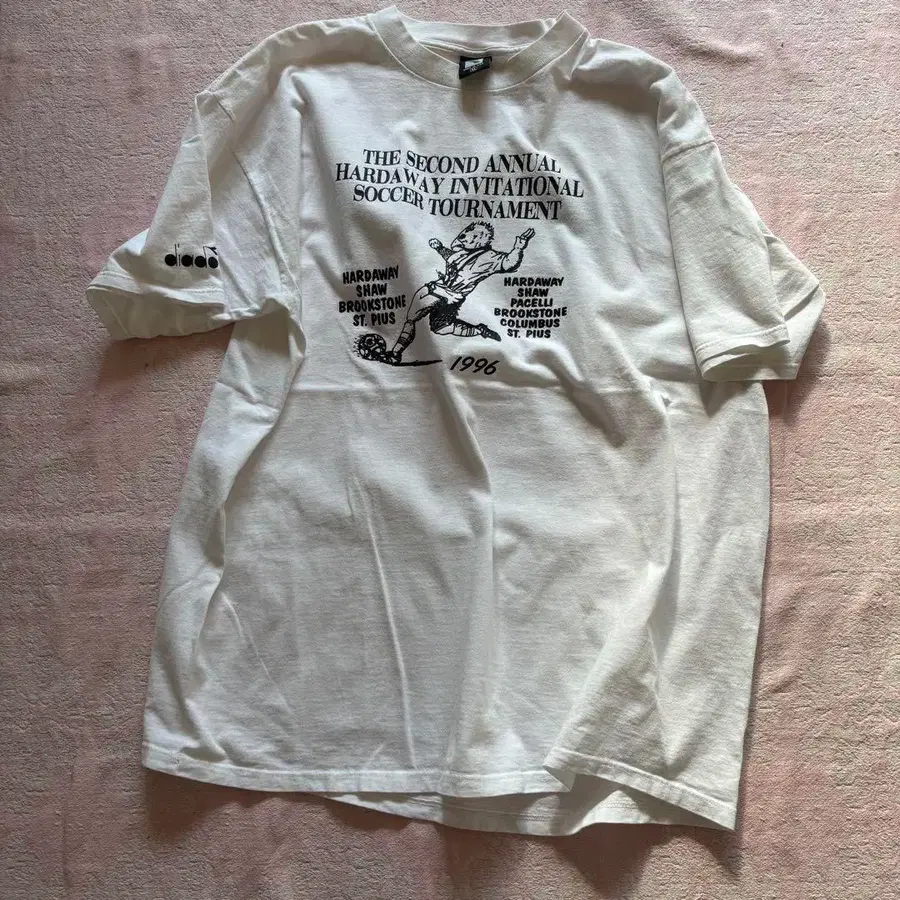 THE SECOND ANNUAL
HARDAWAY INVITATIONAL
SOCCER TOURNAMENT
HARDAWAY
SHAW
BROOKSTONE
ST. PIUS
HARDAWAY
SHAW
PACELLI
BROOKSTONE
COLUMBUS
ST. PIUS
1996